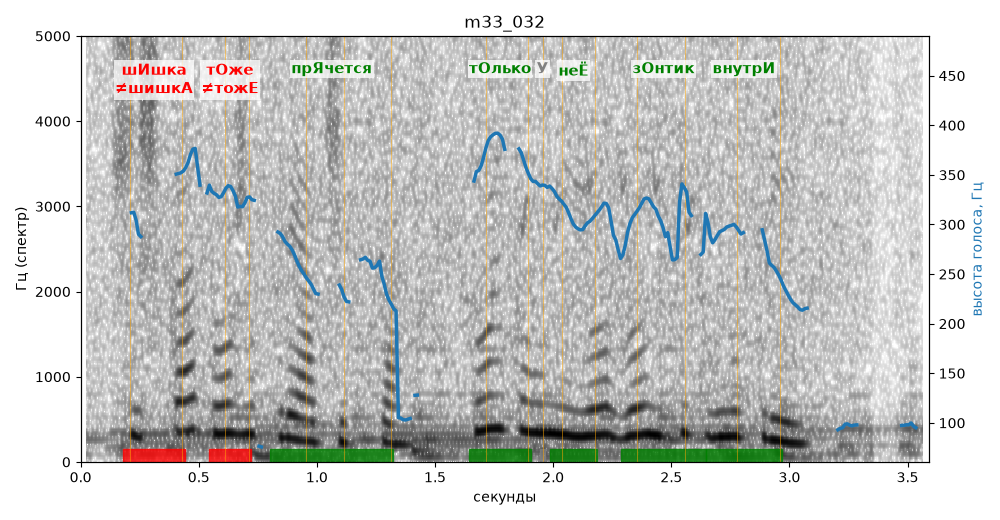 m33_032
5000
4000
3000
2000
1000
0
Гц (спектр)
шИшка
≠шишкА
тОже
≠тожЕ
прЯчется
тОлько
У
неЁ
зОнтик
внутрИ
450
400
350
300
250
200
150
100
высота голоса, Гц
0.0 0.5 1.0 1.5 2.0 2.5 3.0 3.5
секунды